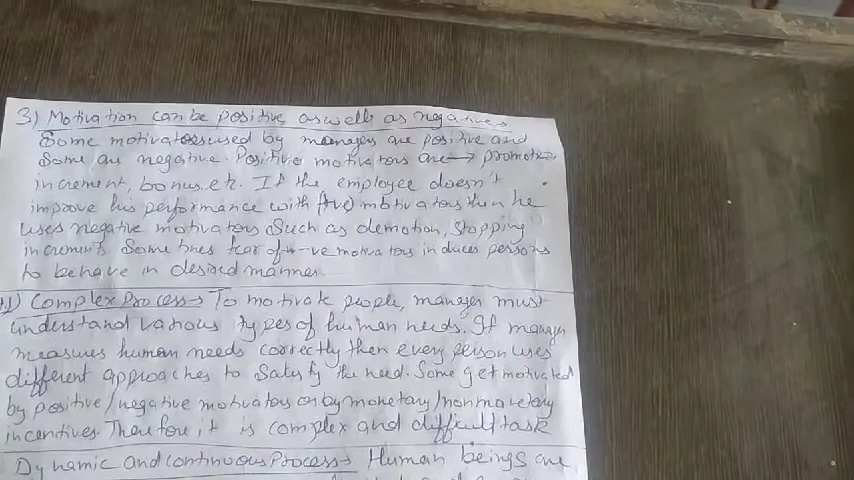 3) Motivation can be positive as well as negative
Some motivators used by managers are positive and
Some are negative. Positive motivators are → promotion,
increment, bonus etc. If the employee doesn't
improve his performance with (+ve) motivators then he
uses negative motivators Such as demotion, Stopping
increments Some times fear of -ve motivators induces persons
to behave in desired manner
4) Complex Process → To motivate people, manager must
understand various types of human needs. If manager
measures human needs correctly then every person uses
different approaches to Satisfy the need. Some get motivated
by positive/negative motivators or by monetary/nonmonetary
incentives. Therefore, it is complex and difficult task
Dynamic and continuous Process → Human beings are